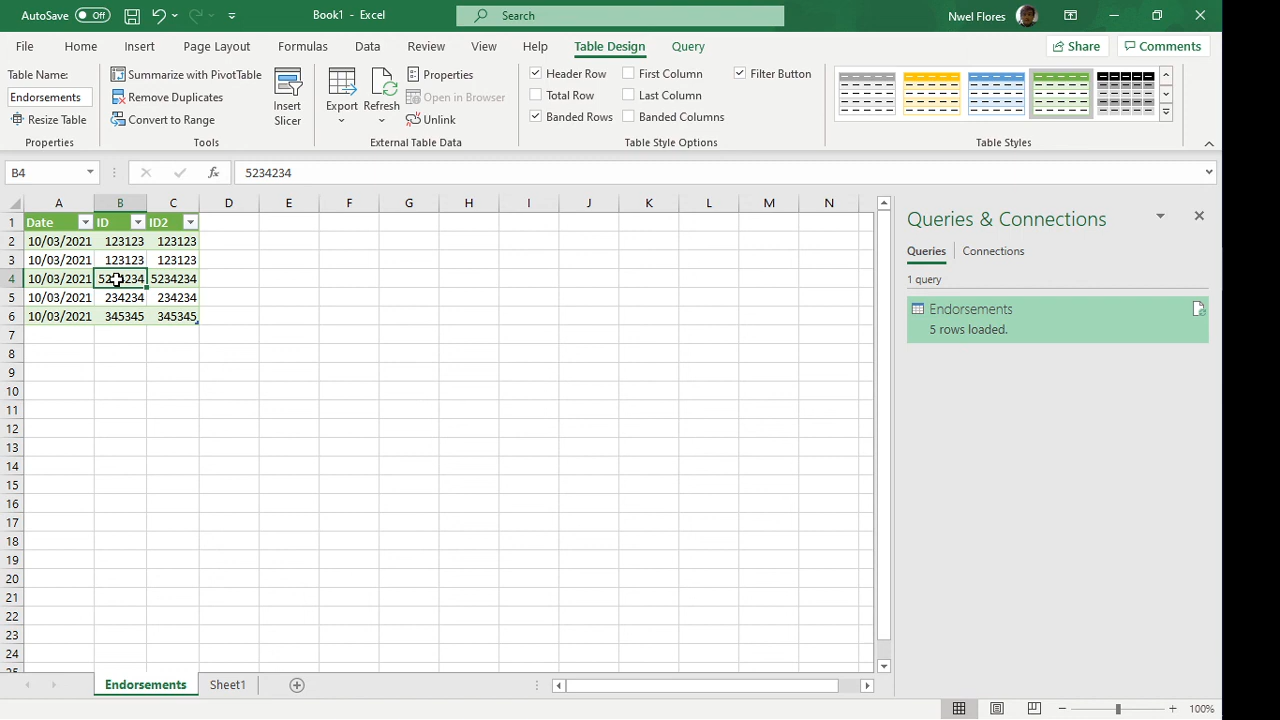 AutoSave Off Book1 - Excel Search Nwel Flores
File Home Insert Page Layout Formulas Data Review View Help Table Design Query Share Comments
Table Name:
Endorsements
Resize Table
Properties
Summarize with PivotTable
Remove Duplicates
Convert to Range
Tools
Insert
Slicer
Export
Refresh
Properties
Open in Browser
Unlink
External Table Data
Header Row First Column Filter Button
Total Row Last Column
Banded Rows Banded Columns
Table Style Options
Table Styles
B4 fx 5234234
A B C D E F G H I J K L M N
1 Date ID ID2
2 10/03/2021 123123 123123
3 10/03/2021 123123 123123
4 10/03/2021 5234234 5234234
5 10/03/2021 234234 234234
6 10/03/2021 345345 345345
7
8
9
10
11
12
13
14
15
16
17
18
19
20
21
22
23
24
25
Queries & Connections
Queries Connections
1 query
Endorsements
5 rows loaded.
Endorsements Sheet1
100%